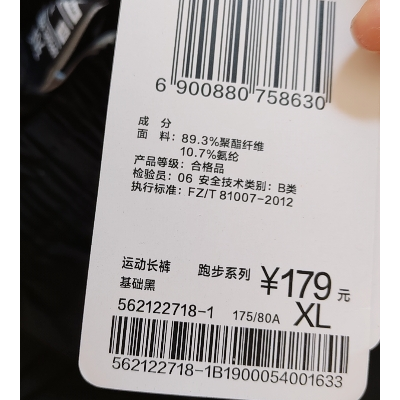 6 900880 758630
成 分
面 料：89.3%聚酯纤维
10.7%氨纶
产品等级：合格品
检验员：06 安全技术类别：B类
执行标准：FZ/T 81007-2012
运动长裤 跑步系列 ¥179元
基础黑
562122718-1 175/80A XL
562122718-1B1900054001633